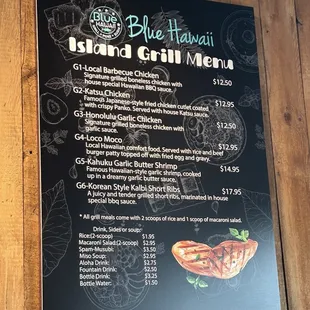 Blue
HAWAII
Blue Hawaii
Island Grill Menu
G1-Local Barbecue Chicken
Signature grilled boneless chicken with
house special Hawaiian BBQ sauce.
$12.50
G2-Katsu Chicken
Famous Japanese-style fried chicken cutlet coated
with crispy Panko. Served with house Katsu sauce.
$12.95
G3-Honolulu Garlic Chicken
Signature boneless chicken with
garlic sauce.
$12.50
G4-Loco Moco
Local Hawaiian comfort food. Served with rice and beef
burger patty topped off with fried egg and gravy.
$12.95
G5-Kahuku Garlic Butter Shrimp
Famous Hawaiian-style garlic shrimp, cooked
up in a dreamy garlic butter sauce.
$14.95
G6-Korean Style Kalbi Short Ribs
A juicy and tender grilled short ribs, marinated in house
special bbq sauce.
$17.95
* All grill meals come with 2 scoops of rice and 1 scoop of macaroni salad.
Drink, Sides or soup:
Rice:(2-scoop) $1.95
Macaroni Salad:(2-scoop) $2.95
Spam-Musubi: $3.50
Miso Soup: $2.95
Aloha Drink: $2.75
Fountain Drink: $2.50
Bottle Drink: $3.25
Bottle Water: $1.50